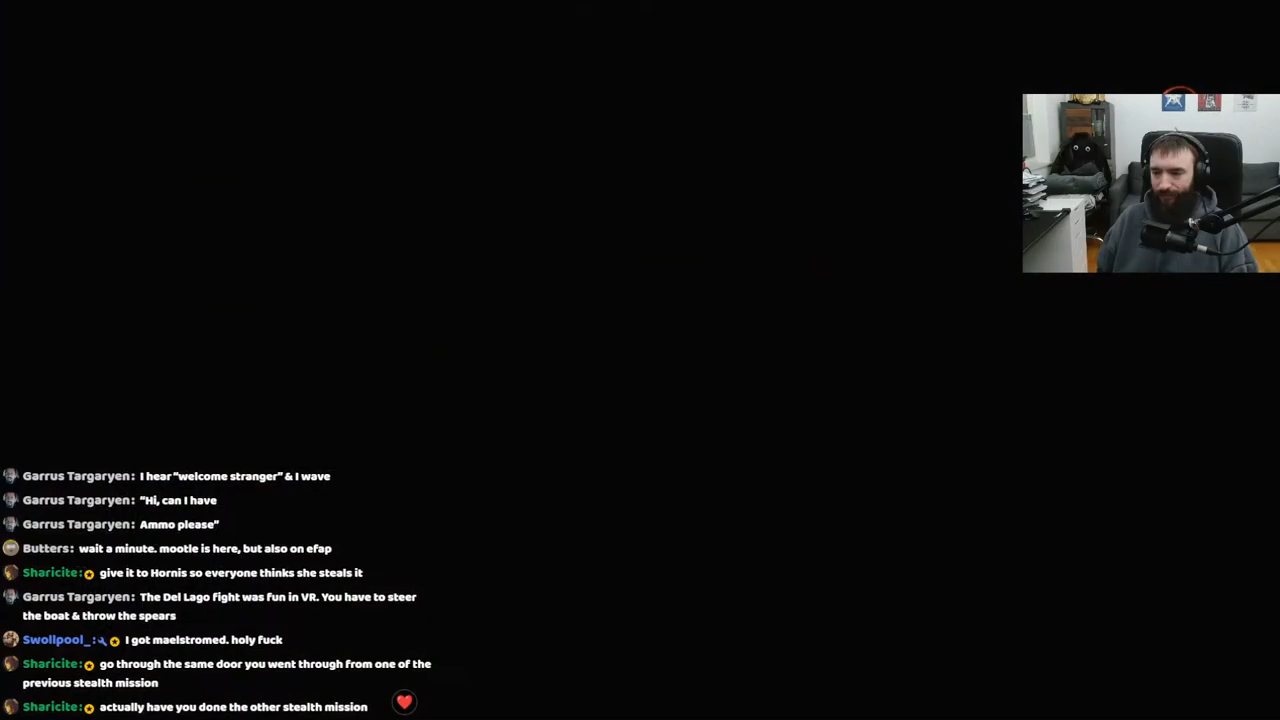 Garrus Targaryen: I hear "welcome stranger" & I wave
Garrus Targaryen: "Hi, can I have
Garrus Targaryen: Ammo please"
Butters: wait a minute. mootle is here, but also on efap
Sharicite: give it to Hornis so everyone thinks she steals it
Garrus Targaryen: The Del Lago fight was fun in VR. You have to steer
the boat & throw the spears
Swollpool_: I got maelstromed. holy fuck
Sharicite: go through the same door you went through from one of the
previous stealth mission
Sharicite: actually have you done the other stealth mission